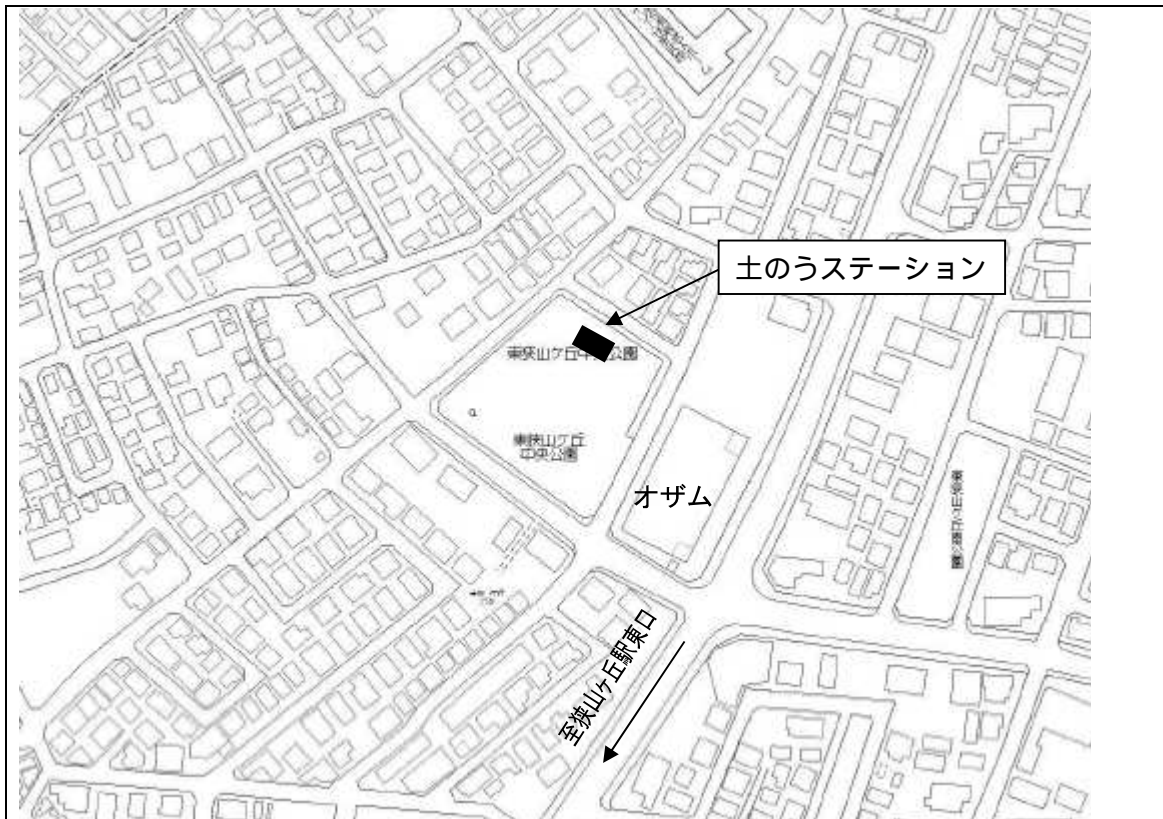 土のうステーション
東狭山ケ丘中央公園
東狭山ケ丘
中央公園
オザム
至狭山ヶ丘駅東口